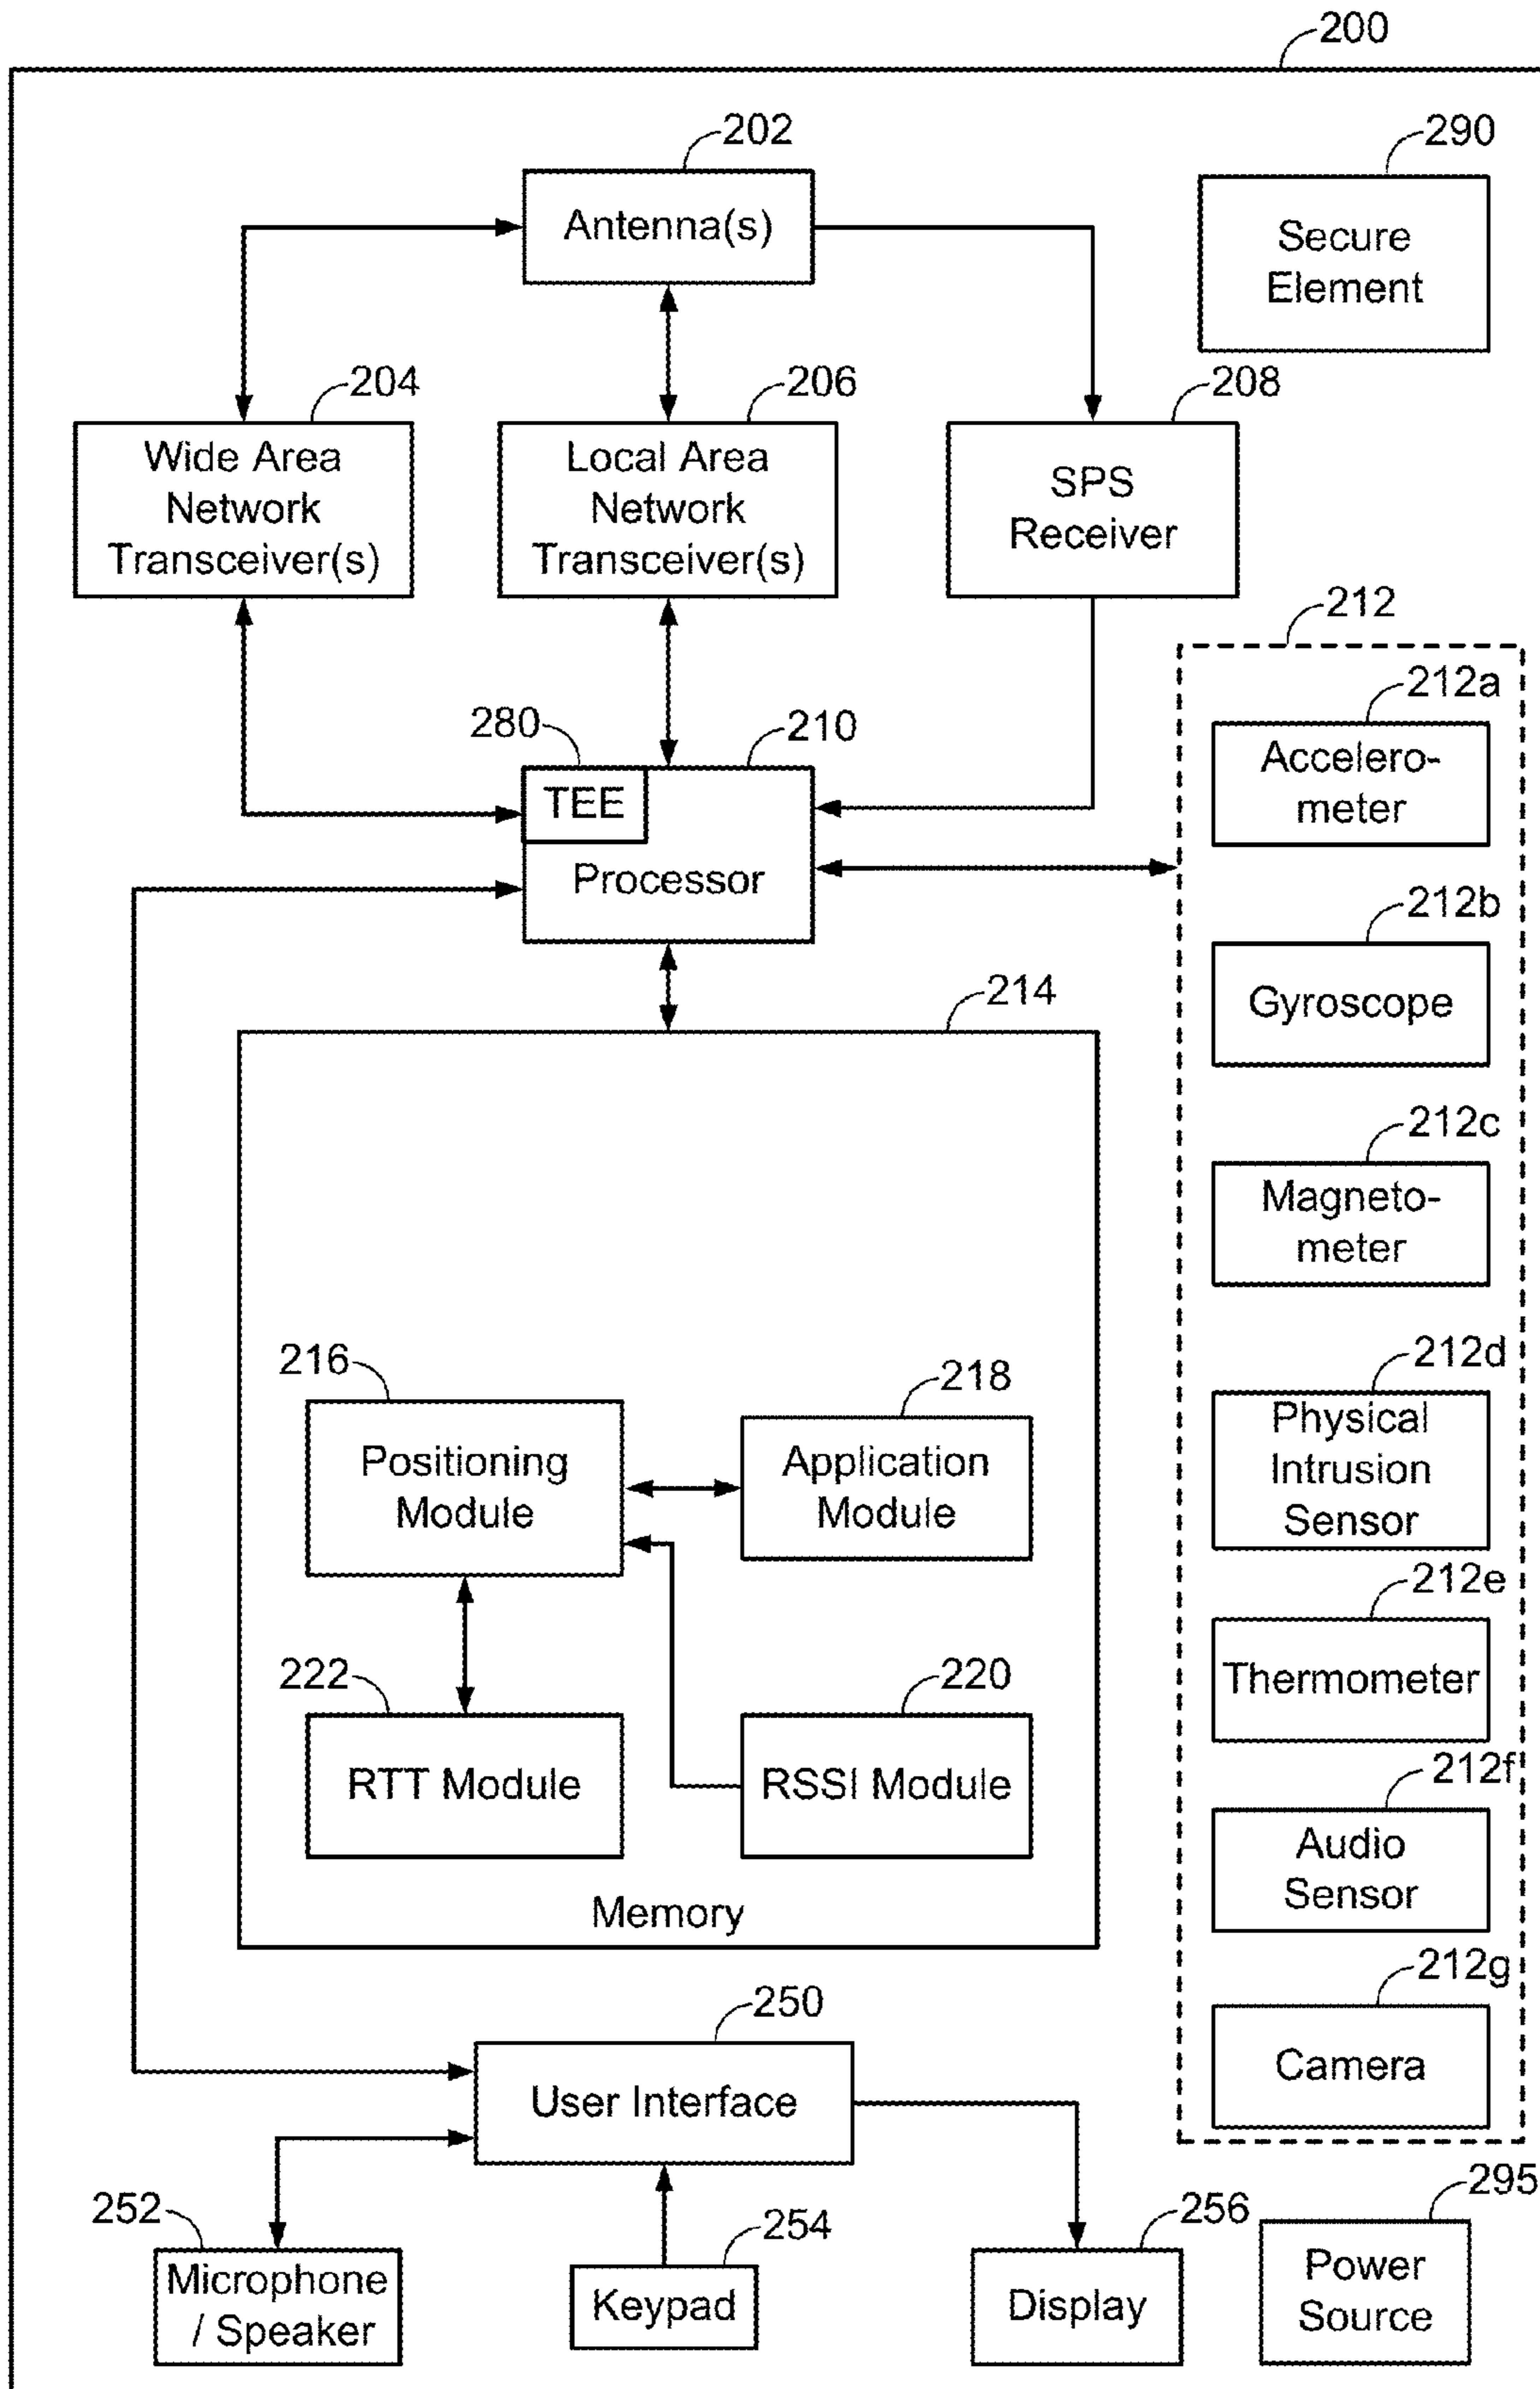 200
202
290
Antenna(s)
Secure
Element
204
206
208
Wide Area
Network
Transceiver(s)
Local Area
Network
Transceiver(s)
SPS
Receiver
212
212a
280
210
Accelero-
meter
TEE
Processor
212b
Gyroscope
214
212c
Magneto-
meter
216
218
212d
Positioning
Module
Application
Module
Physical
Intrusion
Sensor
212e
222
220
Thermometer
RTT Module
RSSI Module
212f
Audio
Sensor
Memory
212g
250
User Interface
Camera
252
254
256
295
Microphone
/ Speaker
Keypad
Display
Power
Source